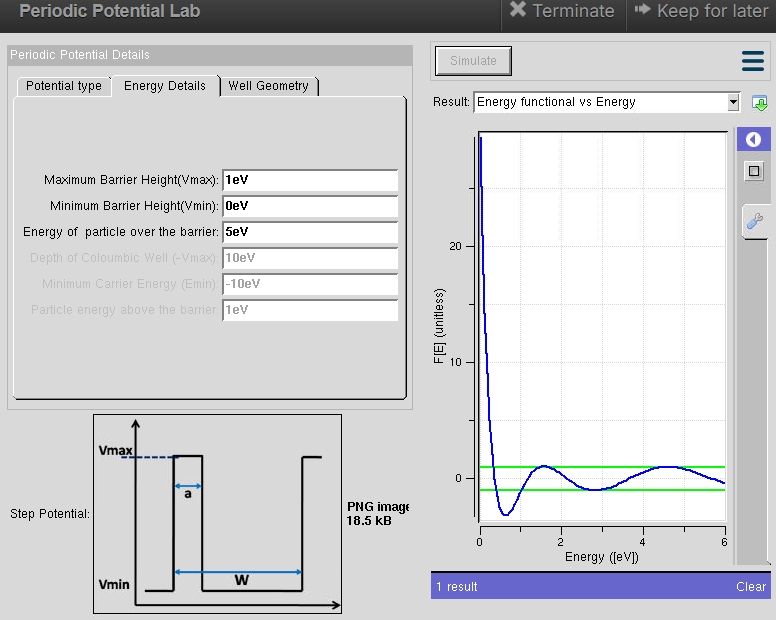 Periodic Potential Lab
Terminate
Keep for later
Periodic Potential Details
Potential type
Energy Details
Well Geometry
Maximum Barrier Height(Vmax): 1eV
Minimum Barrier Height(Vmin): 0eV
Energy of particle over the barrier: 5eV
Depth of Coloumbic Well (-Vmax): 10eV
Minimum Carrier Energy (Emin): -10eV
Particle energy above the barrier: 1eV
Step Potential:
Vmax
a
W
Vmin
PNG image
18.5 kB
Simulate
Result: Energy functional vs Energy
F[E] (unitless)
20
10
0
0 2 4 6
Energy ([eV])
1 result
Clear